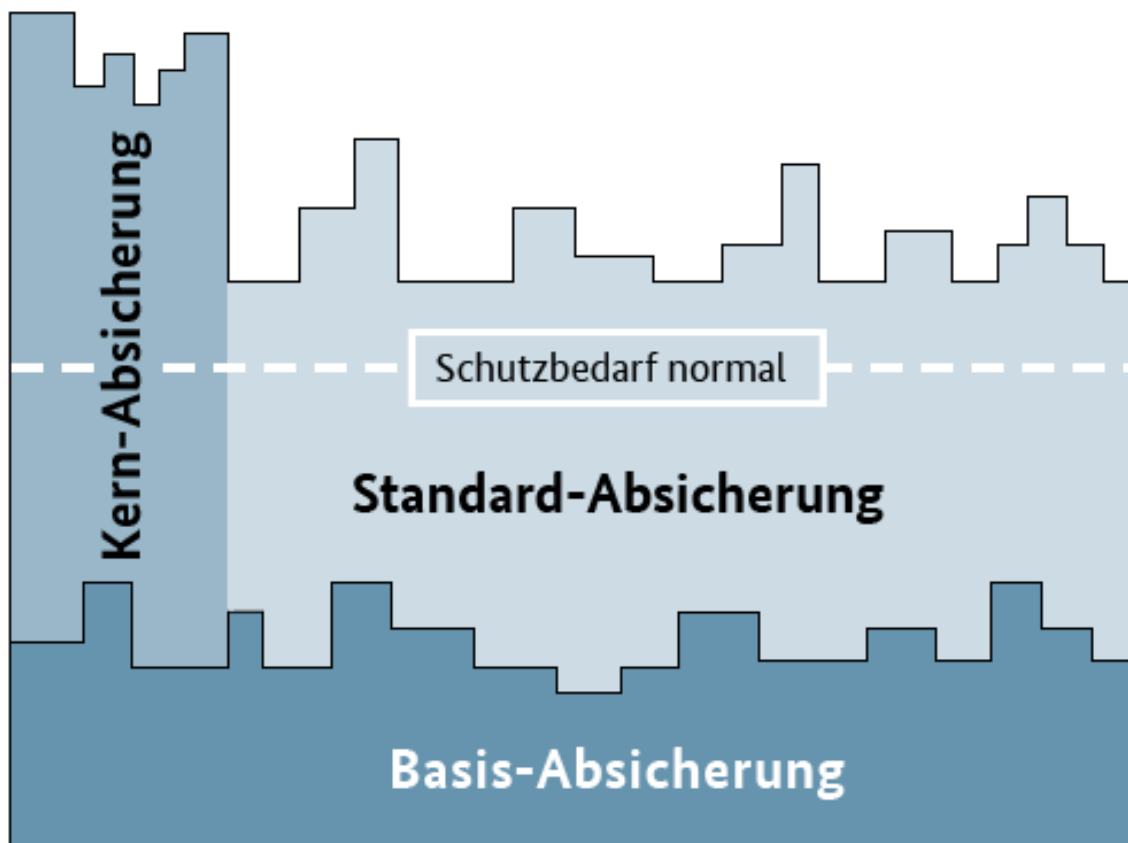 Kern-Absicherung
Schutzbedarf normal
Standard-Absicherung
Basis-Absicherung